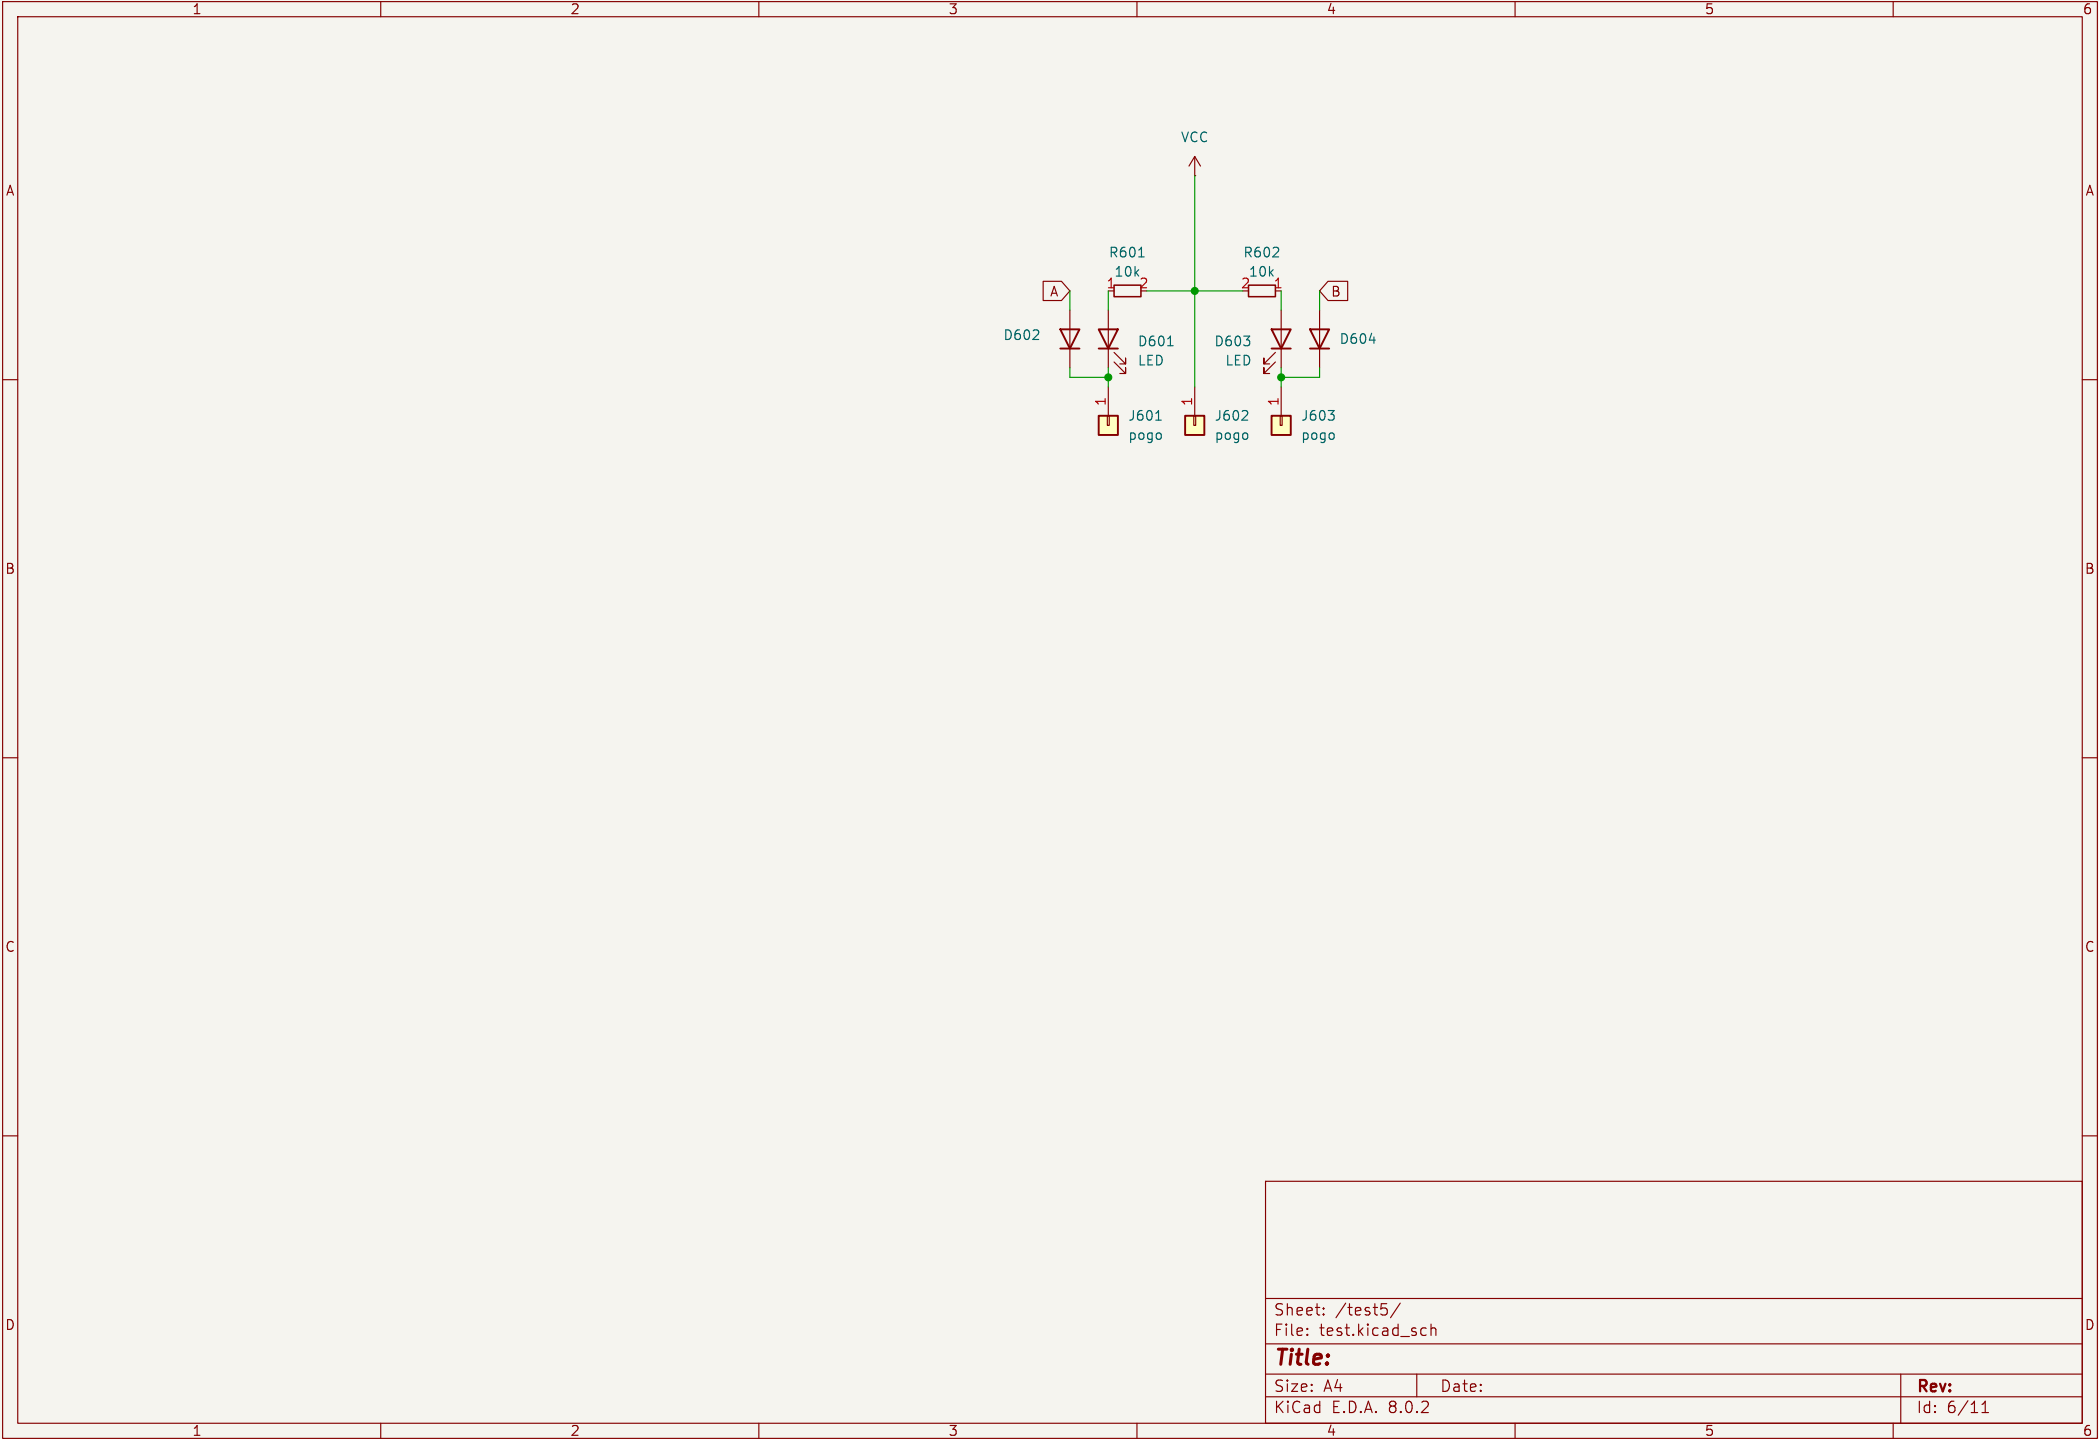 1 2 3 4 5 6
VCC
A A
R601 R602
10k 10k
1 2 2 1
A B
D602 D601 D603 D604
LED LED
1 1 1
J601 J602 J603
pogo pogo pogo
B B
C C
Sheet: /test5/
File: test.kicad_sch
D D
Title:
Size: A4 Date: Rev:
KiCad E.D.A. 8.0.2 Id: 6/11
1 2 3 4 5 6